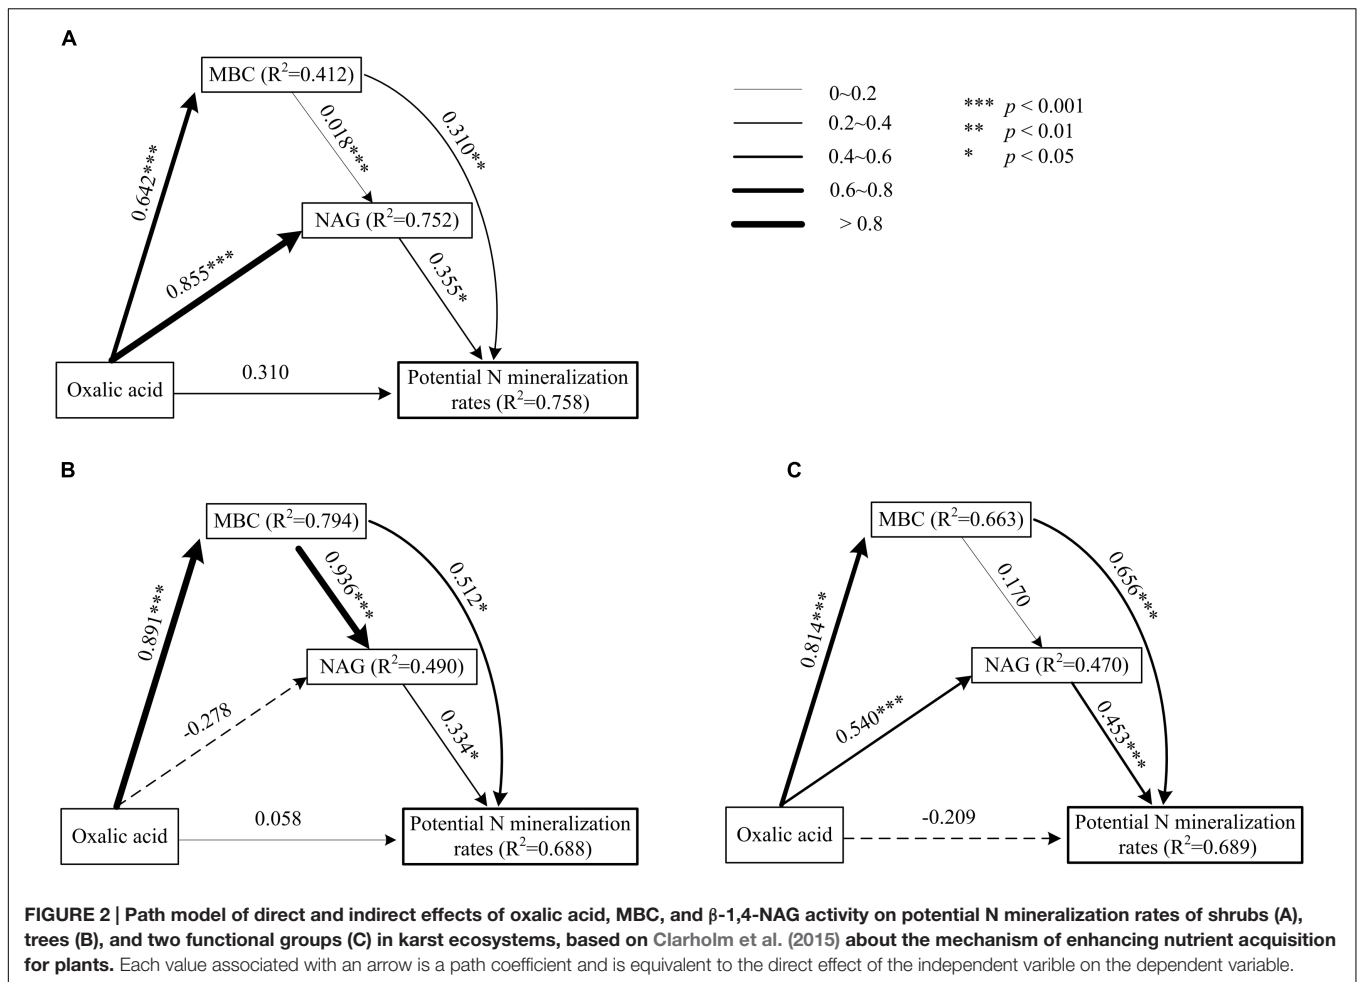 A
MBC (R²=0.412)
0.018***
0.310**
0.642***
NAG (R²=0.752)
0.855***
0.355*
Oxalic acid
0.310
Potential N mineralization
rates (R²=0.758)
0~0.2
0.2~0.4
0.4~0.6
0.6~0.8
> 0.8
*** p < 0.001
** p < 0.01
* p < 0.05
B
MBC (R²=0.794)
0.936***
0.512*
0.891***
NAG (R²=0.490)
-0.278
0.334*
Oxalic acid
0.058
Potential N mineralization
rates (R²=0.688)
C
MBC (R²=0.663)
0.170
0.656***
0.814***
NAG (R²=0.470)
0.540***
0.453***
Oxalic acid
-0.209
Potential N mineralization
rates (R²=0.689)
FIGURE 2 | Path model of direct and indirect effects of oxalic acid, MBC, and β-1,4-NAG activity on potential N mineralization rates of shrubs (A),
trees (B), and two functional groups (C) in karst ecosystems, based on Clarholm et al. (2015) about the mechanism of enhancing nutrient acquisition
for plants. Each value associated with an arrow is a path coefficient and is equivalent to the direct effect of the independent varible on the dependent variable.